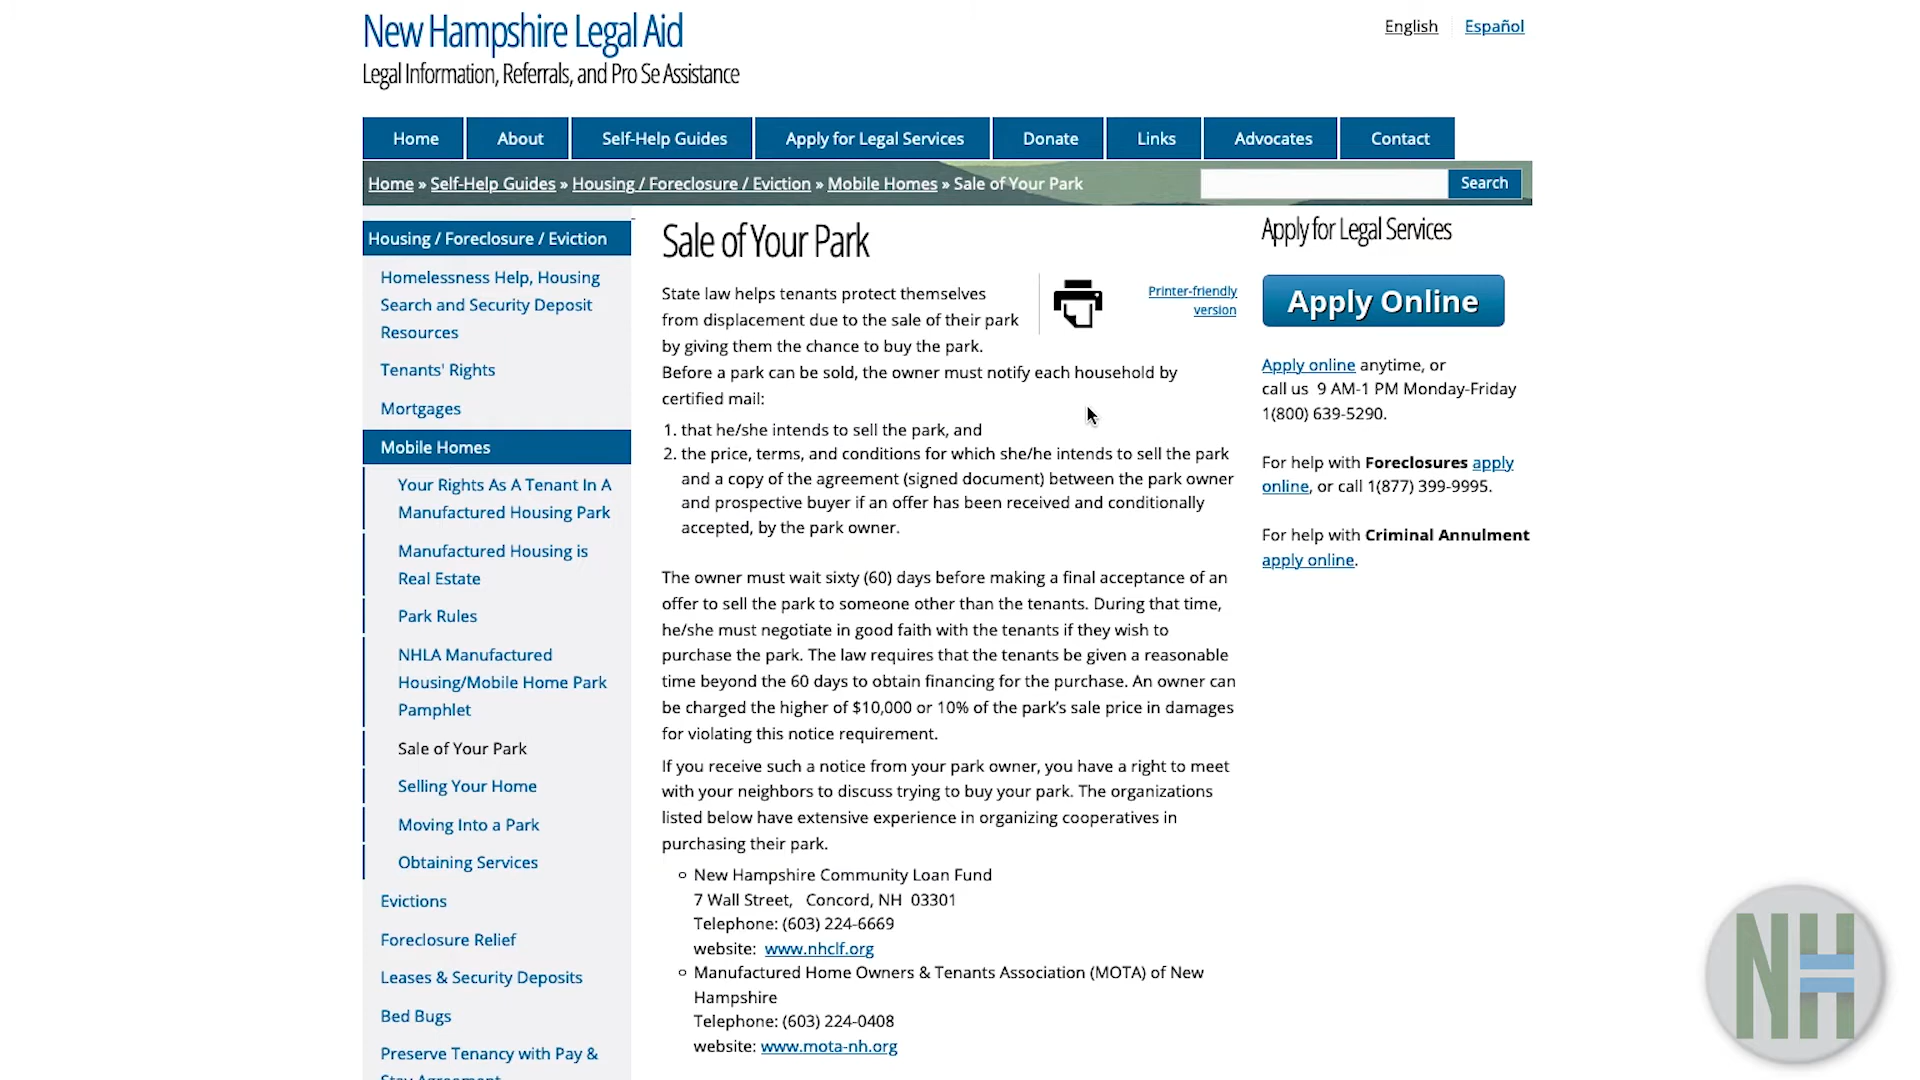 New Hampshire Legal Aid
Legal Information, Referrals, and Pro Se Assistance
English
Español
Home
About
Self-Help Guides
Apply for Legal Services
Donate
Links
Advocates
Contact
Home » Self-Help Guides » Housing / Foreclosure / Eviction » Mobile Homes » Sale of Your Park
Search
Housing / Foreclosure / Eviction
Homelessness Help, Housing
Search and Security Deposit
Resources
Tenants' Rights
Mortgages
Mobile Homes
Your Rights As A Tenant In A
Manufactured Housing Park
Manufactured Housing is
Real Estate
Park Rules
NHLA Manufactured
Housing/Mobile Home Park
Pamphlet
Sale of Your Park
Selling Your Home
Moving Into a Park
Obtaining Services
Evictions
Foreclosure Relief
Leases & Security Deposits
Bed Bugs
Preserve Tenancy with Pay &
Stay Agreement
Sale of Your Park
Printer-friendly
version
State law helps tenants protect themselves
from displacement due to the sale of their park
by giving them the chance to buy the park.
Before a park can be sold, the owner must notify each household by
certified mail:
1. that he/she intends to sell the park, and
2. the price, terms, and conditions for which she/he intends to sell the park
and a copy of the agreement (signed document) between the park owner
and prospective buyer if an offer has been received and conditionally
accepted, by the park owner.
The owner must wait sixty (60) days before making a final acceptance of an
offer to sell the park to someone other than the tenants. During that time,
he/she must negotiate in good faith with the tenants if they wish to
purchase the park. The law requires that the tenants be given a reasonable
time beyond the 60 days to obtain financing for the purchase. An owner can
be charged the higher of $10,000 or 10% of the park's sale price in damages
for violating this notice requirement.
If you receive such a notice from your park owner, you have a right to meet
with your neighbors to discuss trying to buy your park. The organizations
listed below have extensive experience in organizing cooperatives in
purchasing their park.
New Hampshire Community Loan Fund
7 Wall Street, Concord, NH 03301
Telephone: (603) 224-6669
website: www.nhclf.org
Manufactured Home Owners & Tenants Association (MOTA) of New
Hampshire
Telephone: (603) 224-0408
website: www.mota-nh.org
Apply for Legal Services
Apply Online
Apply online anytime, or
call us 9 AM-1 PM Monday-Friday
1(800) 639-5290.
For help with Foreclosures apply
online, or call 1(877) 399-9995.
For help with Criminal Annulment
apply online.
NH